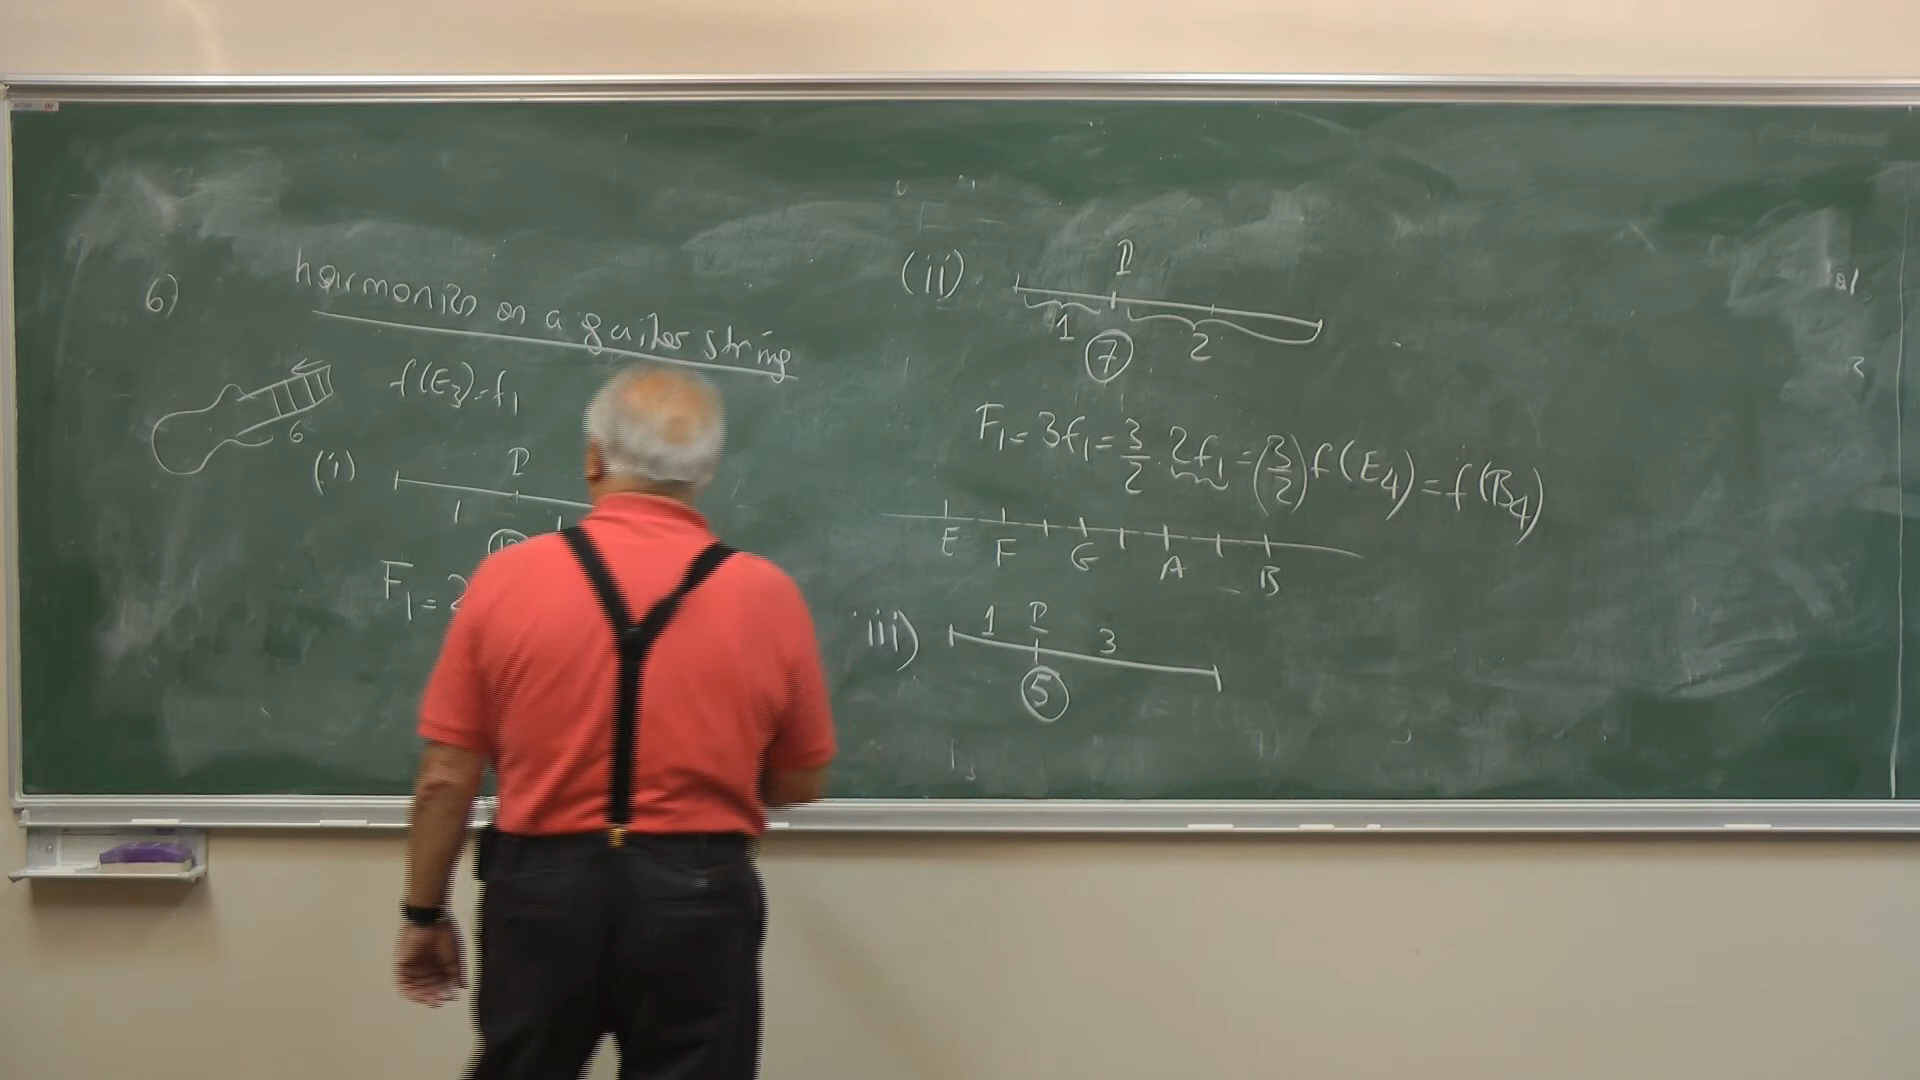 6)
harmonics on a guitar string
6
f(E3)=f1
(i)
P
1
F1=2
(ii)
P
1
2
7
F1=3f1=3/2·2f1=(3/2)f(E4)=f(B4)
E F G A B
iii)
1 P 3
5